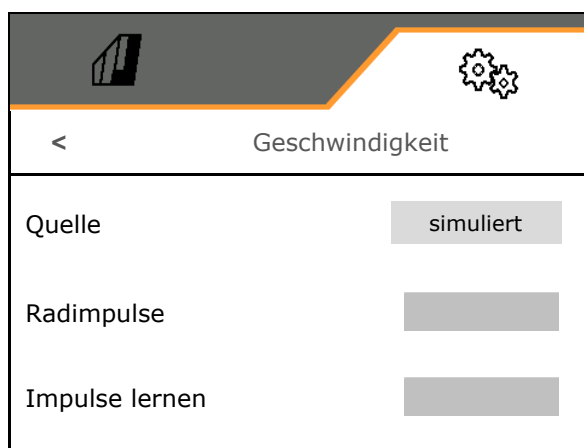 < Geschwindigkeit
Quelle simuliert
Radimpulse
Impulse lernen